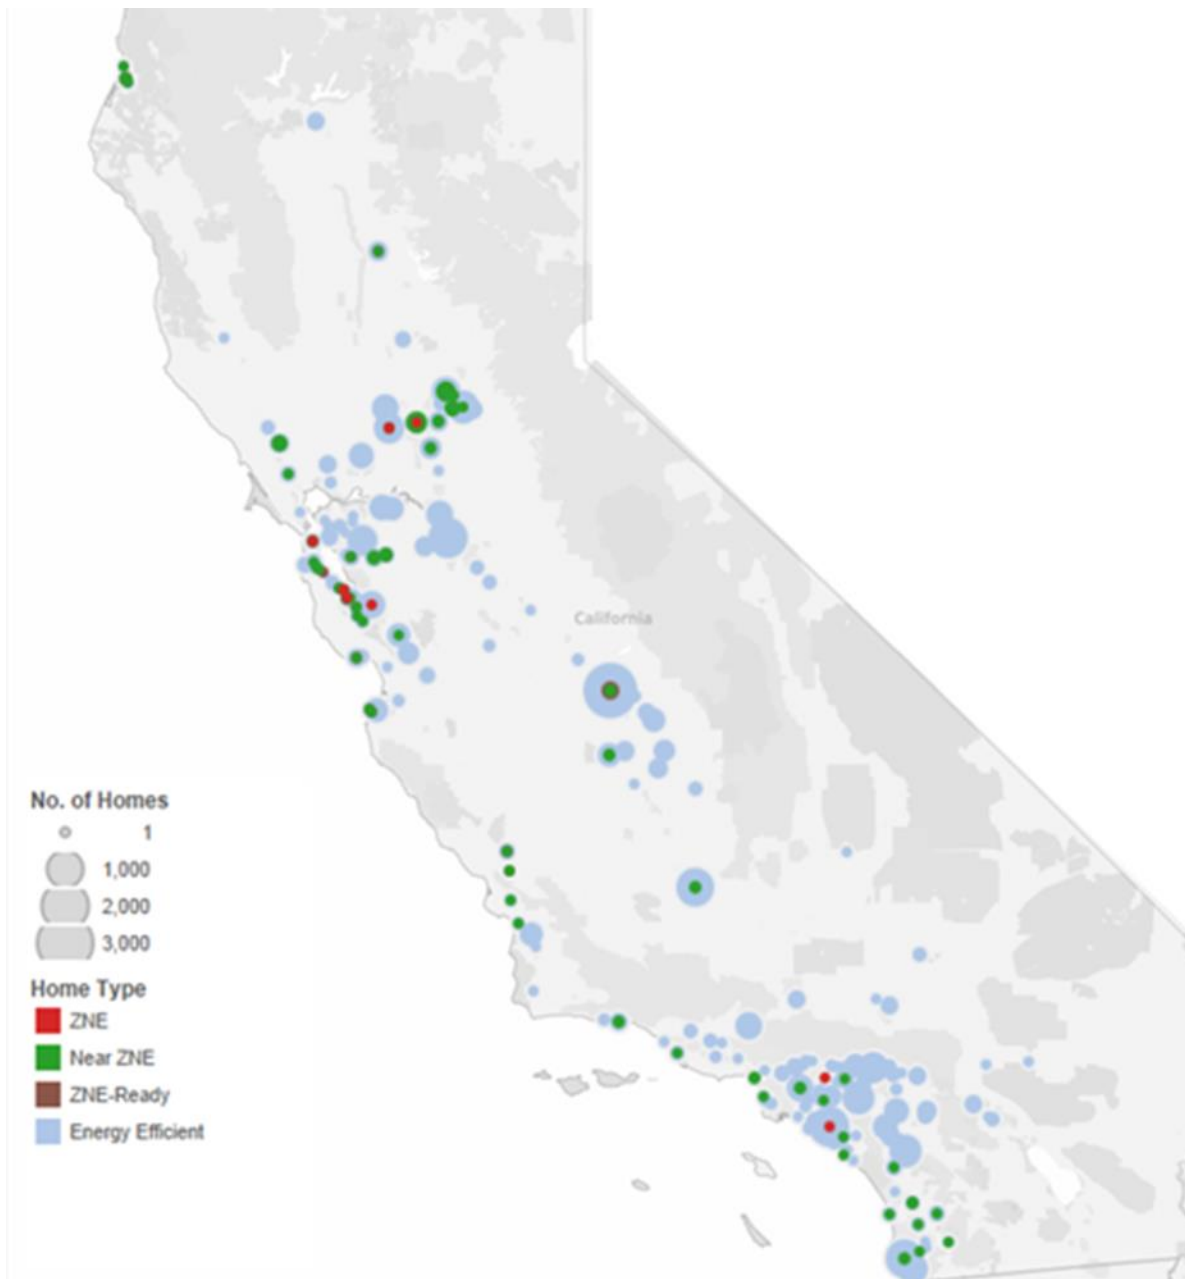 California
No. of Homes
1
1,000
2,000
3,000
Home Type
ZNE
Near ZNE
ZNE-Ready
Energy Efficient